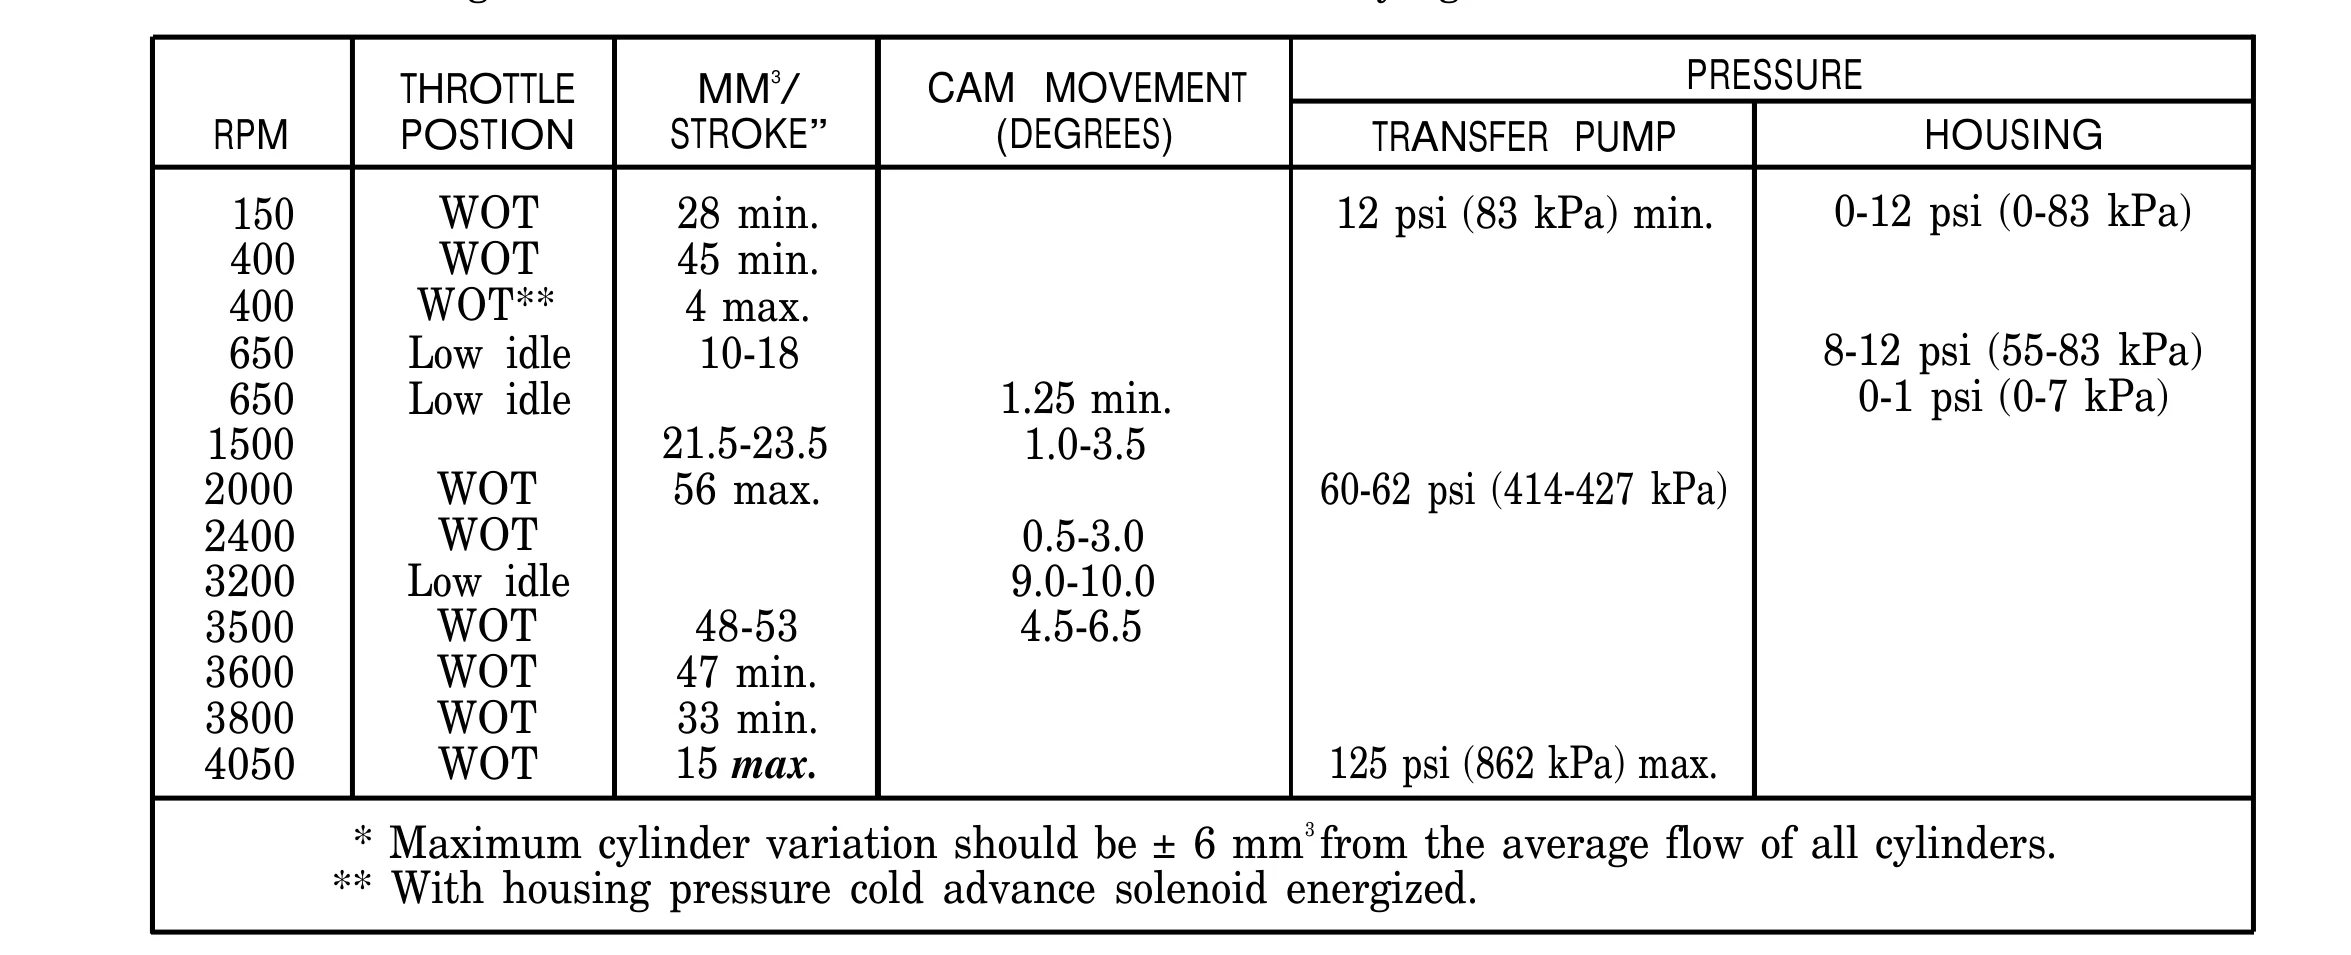 PRESSURE
THROTTLE MM³/ CAM MOVEMENT
RPM POSTION STROKE” (DEGREES) TRANSFER PUMP HOUSING
150 WOT 28 min. 12 psi (83 kPa) min. 0-12 psi (0-83 kPa)
400 WOT 45 min.
400 WOT** 4 max.
650 Low idle 10-18 8-12 psi (55-83 kPa)
650 Low idle 1.25 min. 0-1 psi (0-7 kPa)
1500 21.5-23.5 1.0-3.5
2000 WOT 56 max. 60-62 psi (414-427 kPa)
2400 WOT 0.5-3.0
3200 Low idle 9.0-10.0
3500 WOT 48-53 4.5-6.5
3600 WOT 47 min.
3800 WOT 33 min.
4050 WOT 15 max. 125 psi (862 kPa) max.
* Maximum cylinder variation should be ± 6 mm³ from the average flow of all cylinders.
** With housing pressure cold advance solenoid energized.